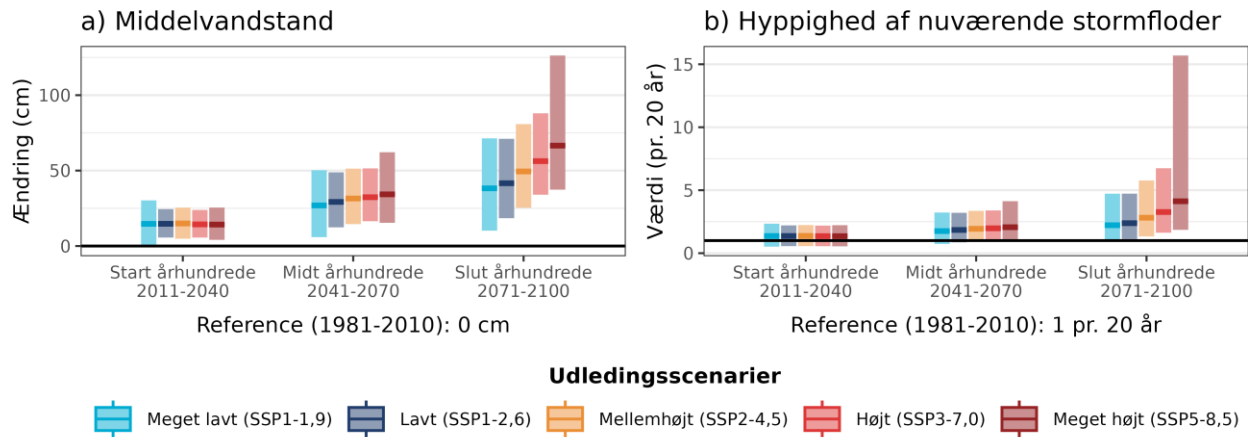 a) Middelvandstand
Ændring (cm)
100
50
0
Start århundrede
2011-2040
Midt århundrede
2041-2070
Slut århundrede
2071-2100
Reference (1981-2010): 0 cm
b) Hyppighed af nuværende stormfloder
Værdi (pr. 20 år)
15
10
5
0
Start århundrede
2011-2040
Midt århundrede
2041-2070
Slut århundrede
2071-2100
Reference (1981-2010): 1 pr. 20 år
Udledingsscenarier
Meget lavt (SSP1-1,9)
Lavt (SSP1-2,6)
Mellemhøjt (SSP2-4,5)
Højt (SSP3-7,0)
Meget højt (SSP5-8,5)